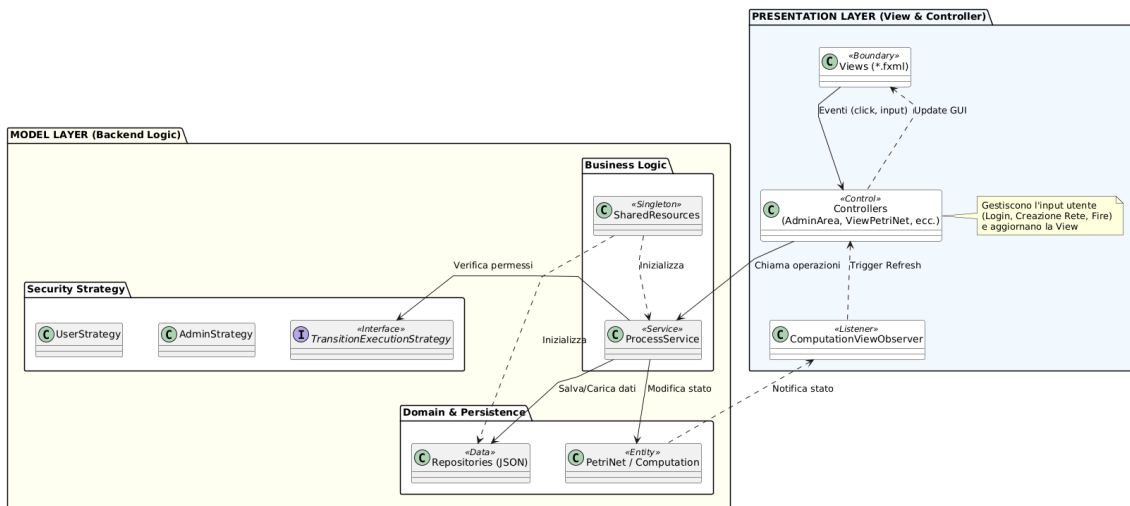 PRESENTATION LAYER (View & Controller)
«Boundary»
C Views (*.fxml)
Eventi (click, input)
Update GUI
«Control»
C Controllers
(AdminArea, ViewPetriNet, ecc.)
Gestiscono l'input utente
(Login, Creazione Rete, Fire)
e aggiornano la View
Chiama operazioni
Trigger Refresh
«Listener»
C ComputationViewObserver
Notifica stato
MODEL LAYER (Backend Logic)
Business Logic
«Singleton»
C SharedResources
Inizializza
Verifica permessi
Security Strategy
C UserStrategy
C AdminStrategy
«Interface»
I TransitionExecutionStrategy
«Service»
C ProcessService
Inizializza
Salva/Carica dati
Modifica stato
Domain & Persistence
«Data»
C Repositories (JSON)
«Entity»
C PetriNet / Computation